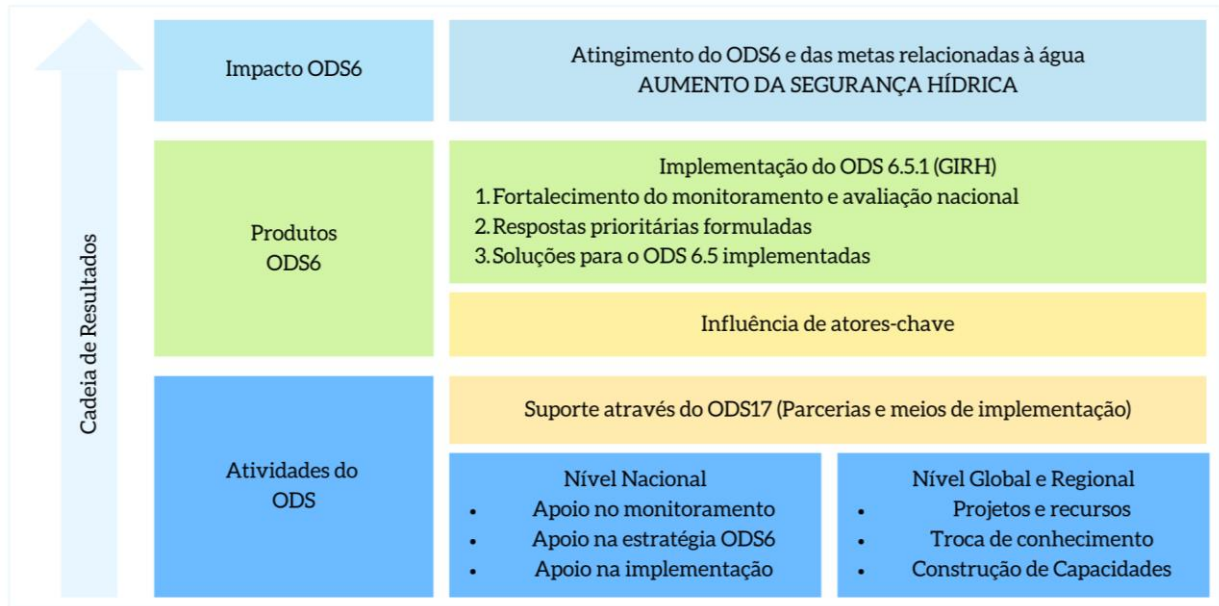 Cadeia de Resultados
Impacto ODS6
Atingimento do ODS6 e das metas relacionadas à água
AUMENTO DA SEGURANÇA HÍDRICA
Produtos
ODS6
Implementação do ODS 6.5.1 (GIRH)
1. Fortalecimento do monitoramento e avaliação nacional
2. Respostas prioritárias formuladas
3. Soluções para o ODS 6.5 implementadas
Influência de atores-chave
Atividades do
ODS
Suporte através do ODS17 (Parcerias e meios de implementação)
Nível Nacional
• Apoio no monitoramento
• Apoio na estratégia ODS6
• Apoio na implementação
Nível Global e Regional
• Projetos e recursos
• Troca de conhecimento
• Construção de Capacidades